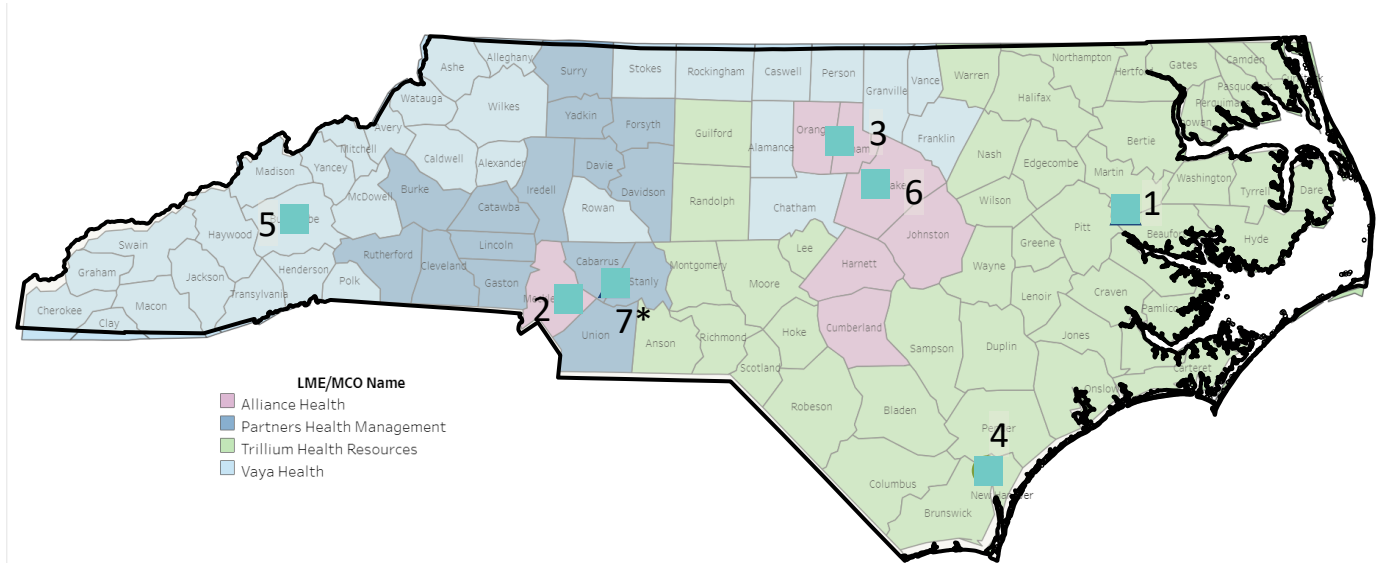 Ashe
Alleghany
Surry
Stokes
Rockingham
Caswell
Person
Vance
Warren
Northampton
Hertford
Gates
Camden
Granville
Halifax
Watauga
Wilkes
Yadkin
Forsyth
Guilford
Alamance
Franklin
Bertie
Avery
Mitchell
Caldwell
Alexander
Davie
Iredell
Davidson
3
Nash
Edgecombe
Martin
Washington
Tyrrell
Dare
Madison
Yancey
McDowell
Burke
Catawba
Rowan
Randolph
Chatham
6
Johnston
Wilson
Pitt
1
Beaufort
Hyde
5
Haywood
Swain
Graham
Jackson
Henderson
Transylvania
Polk
Rutherford
Cleveland
Lincoln
Gaston
Cabarrus
Stanly
Montgomery
Moore
Lee
Harnett
Wayne
Greene
Lenoir
Craven
Pamlico
Cherokee
Clay
Macon
2
7*
Union
Anson
Richmond
Hoke
Scotland
Cumberland
Sampson
Duplin
Jones
Carteret
Onslow
Robeson
Bladen
4
Columbus
Brunswick
LME/MCO Name
Alliance Health
Partners Health Management
Trillium Health Resources
Vaya Health